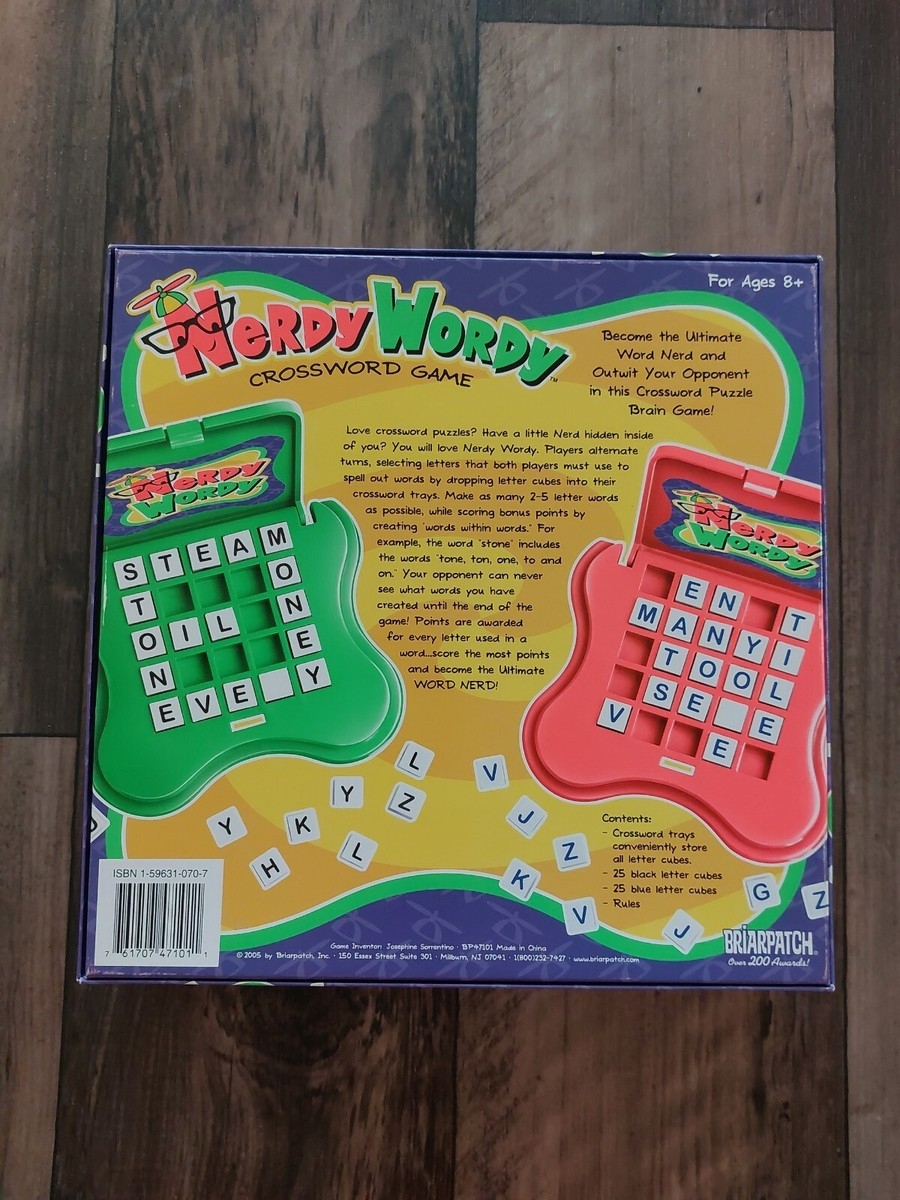 For Ages 8+
NERDY WORDY™
CROSSWORD GAME
Become the Ultimate
Word Nerd and
Outwit Your Opponent
in this Crossword Puzzle
Brain Game!
Love crossword puzzles? Have a little Nerd hidden inside
of you? You will love Nerdy Wordy. Players alternate
turns, selecting letters that both players must use to
spell out words by dropping letter cubes into their
crossword trays. Make as many 2-5 letter words
as possible, while scoring bonus points by
creating "words within words." For
example, the word "stone" includes
the words "tone, ton, one, to and
on." Your opponent can never
see what words you have
created until the end of the
game! Points are awarded
for every letter used in a
word...score the most points
and become the Ultimate
WORD NERD!
NERDY
WORDY
S T E A M
T O
O I L N
N E
E V E Y
NERDY
WORDY
E N T
M A N Y I
T O O L
S E E
V E
L
Y Z
Y K
H L
V
J
Z
K
V
J
G
Z
Contents:
- Crossword trays
conveniently store
all letter cubes.
- 25 black letter cubes
- 25 blue letter cubes
- Rules
ISBN 1-59631-070-7
7 61707 47101 1
Game Inventor: Josephine Sorrentino · BP47101 Made in China
© 2005 by Briarpatch, Inc. · 150 Essex Street Suite 301 · Millburn, NJ 07041 · 1(800)232-7427 · www.briarpatch.com
BRIARPATCH®
Over 200 Awards!